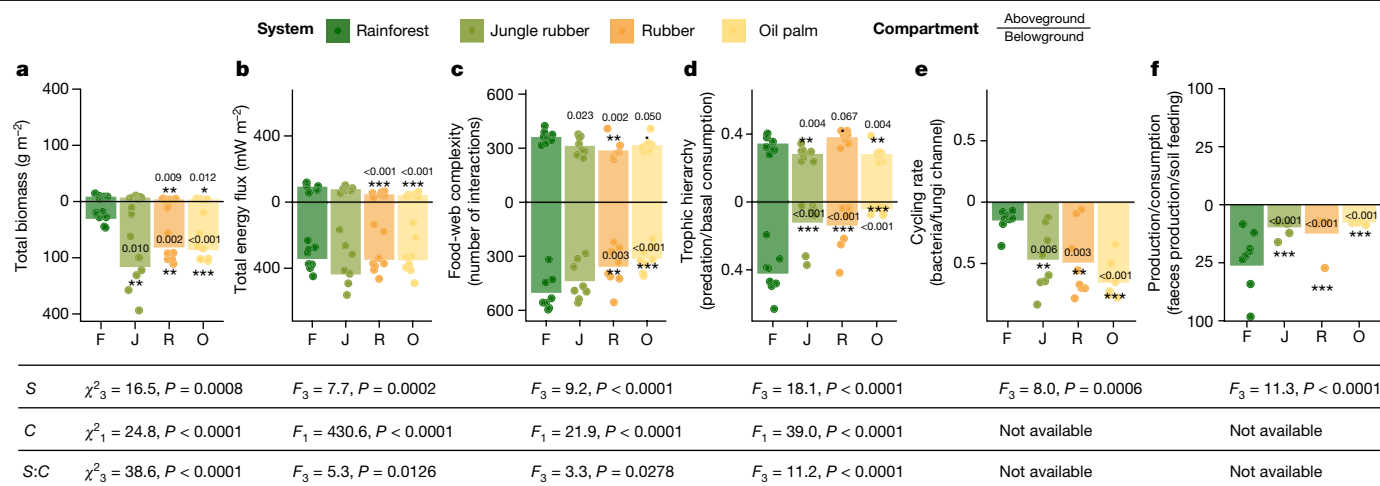 System Rainforest Jungle rubber Rubber Oil palm Compartment Aboveground
Belowground
a
Total biomass (g m⁻²)
400
100
0
100
400
0.009
**
0.012
*
0.010
**
0.002
**
<0.001
***
F J R O
b
Total energy flux (mW m⁻²)
400
0
400
<0.001
***
<0.001
***
F J R O
c
Food-web complexity
(number of interactions)
600
300
0
300
600
0.023
0.002
**
0.050
.
0.003
**
<0.001
***
F J R O
d
Trophic hierarchy
(predation/basal consumption)
0.4
0
0.4
0.004
**
0.067
.
0.004
**
<0.001
***
<0.001
***
***
<0.001
F J R O
e
Cycling rate
(bacteria/fungi channel)
0.5
0
0.5
0.006
**
0.003
**
<0.001
***
F J R O
f
Production/consumption
(faeces production/soil feeding)
100
25
0
25
100
<0.001
***
<0.001
***
<0.001
***
F J R O
S χ²₃ = 16.5, P = 0.0008 F₃ = 7.7, P = 0.0002 F₃ = 9.2, P < 0.0001 F₃ = 18.1, P < 0.0001 F₃ = 8.0, P = 0.0006 F₃ = 11.3, P < 0.0001
C χ²₁ = 24.8, P < 0.0001 F₁ = 430.6, P < 0.0001 F₁ = 21.9, P < 0.0001 F₁ = 39.0, P < 0.0001 Not available Not available
S:C χ²₃ = 38.6, P < 0.0001 F₃ = 5.3, P = 0.0126 F₃ = 3.3, P = 0.0278 F₃ = 11.2, P < 0.0001 Not available Not available